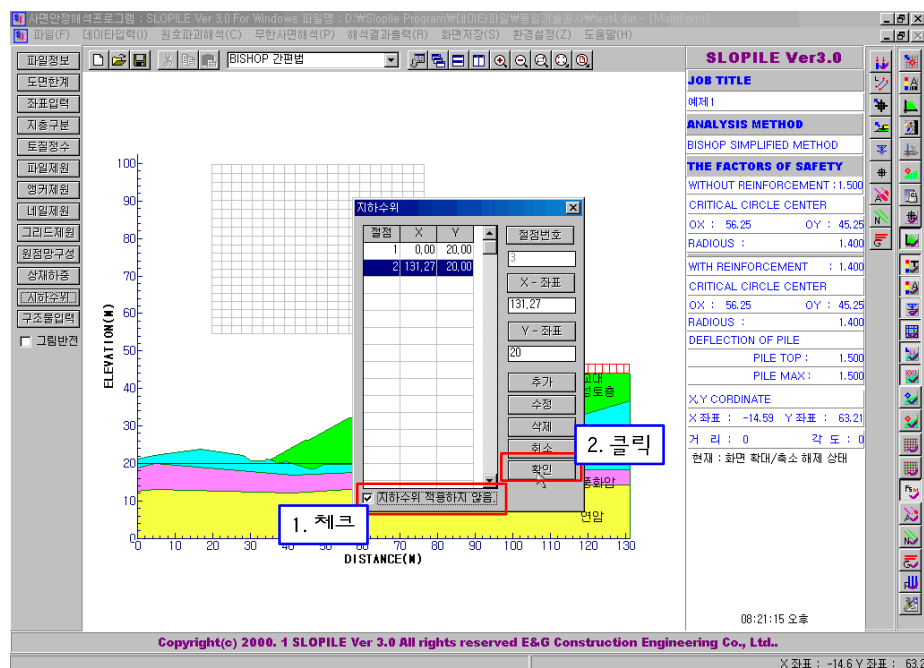 사면안정해석프로그램 : SLOPILE Ver 3.0 For Windows 파일명 : D:₩Slopile Program₩데이타파일₩동일기술공사₩test4.dat - [MainForm]
파일(F) 데이타입력(I) 원호파괴해석(C) 무한사면해석(P) 해석결과출력(R) 화면저장(S) 환경설정(Z) 도움말(H)
BISHOP 간편법
파일정보
도면한계
좌표입력
지층구분
토질정수
파일제원
앵커제원
네일제원
그리드제원
원점망구성
상재하중
지하수위
구조물입력
그림반전
ELEVATION(M)
100
90
80
70
60
50
40
30
20
10
0
0 10 20 30 40 50 60 70 80 90 100 110 120 130
DISTANCE(M)
성토층
풍화암
연암
지하수위
절점 X Y
1 0,00 20,00
2 131,27 20,00
절점번호
3
X - 좌표
131,27
Y - 좌표
20
추가
수정
삭제
취소
확인
지하수위 적용하지 않음.
1. 체크
2. 클릭
SLOPILE Ver3.0
JOB TITLE
예제1
ANALYSIS METHOD
BISHOP SIMPLIFIED METHOD
THE FACTORS OF SAFETY
WITHOUT REINFORCEMENT : 1.500
CRITICAL CIRCLE CENTER
OX : 56.25 OY : 45.25
RADIOUS : 1.400
WITH REINFORCEMENT : 1.400
CRITICAL CIRCLE CENTER
OX : 56.25 OY : 45.25
RADIOUS : 1.400
DEFLECTION OF PILE
PILE TOP : 1.500
PILE MAX : 1.500
X,Y CORDINATE
X 좌표 : -14.59 Y 좌표 : 63.21
거 리 : 0 각 도 : 0
현재 : 화면 확대/축소 해제 상태
08:21:15 오후
Copyright(c) 2000. 1 SLOPILE Ver 3.0 All rights reserved E&G Construction Engineering Co., Ltd..
X 좌표 : -14.6 Y 좌표 : 63.2